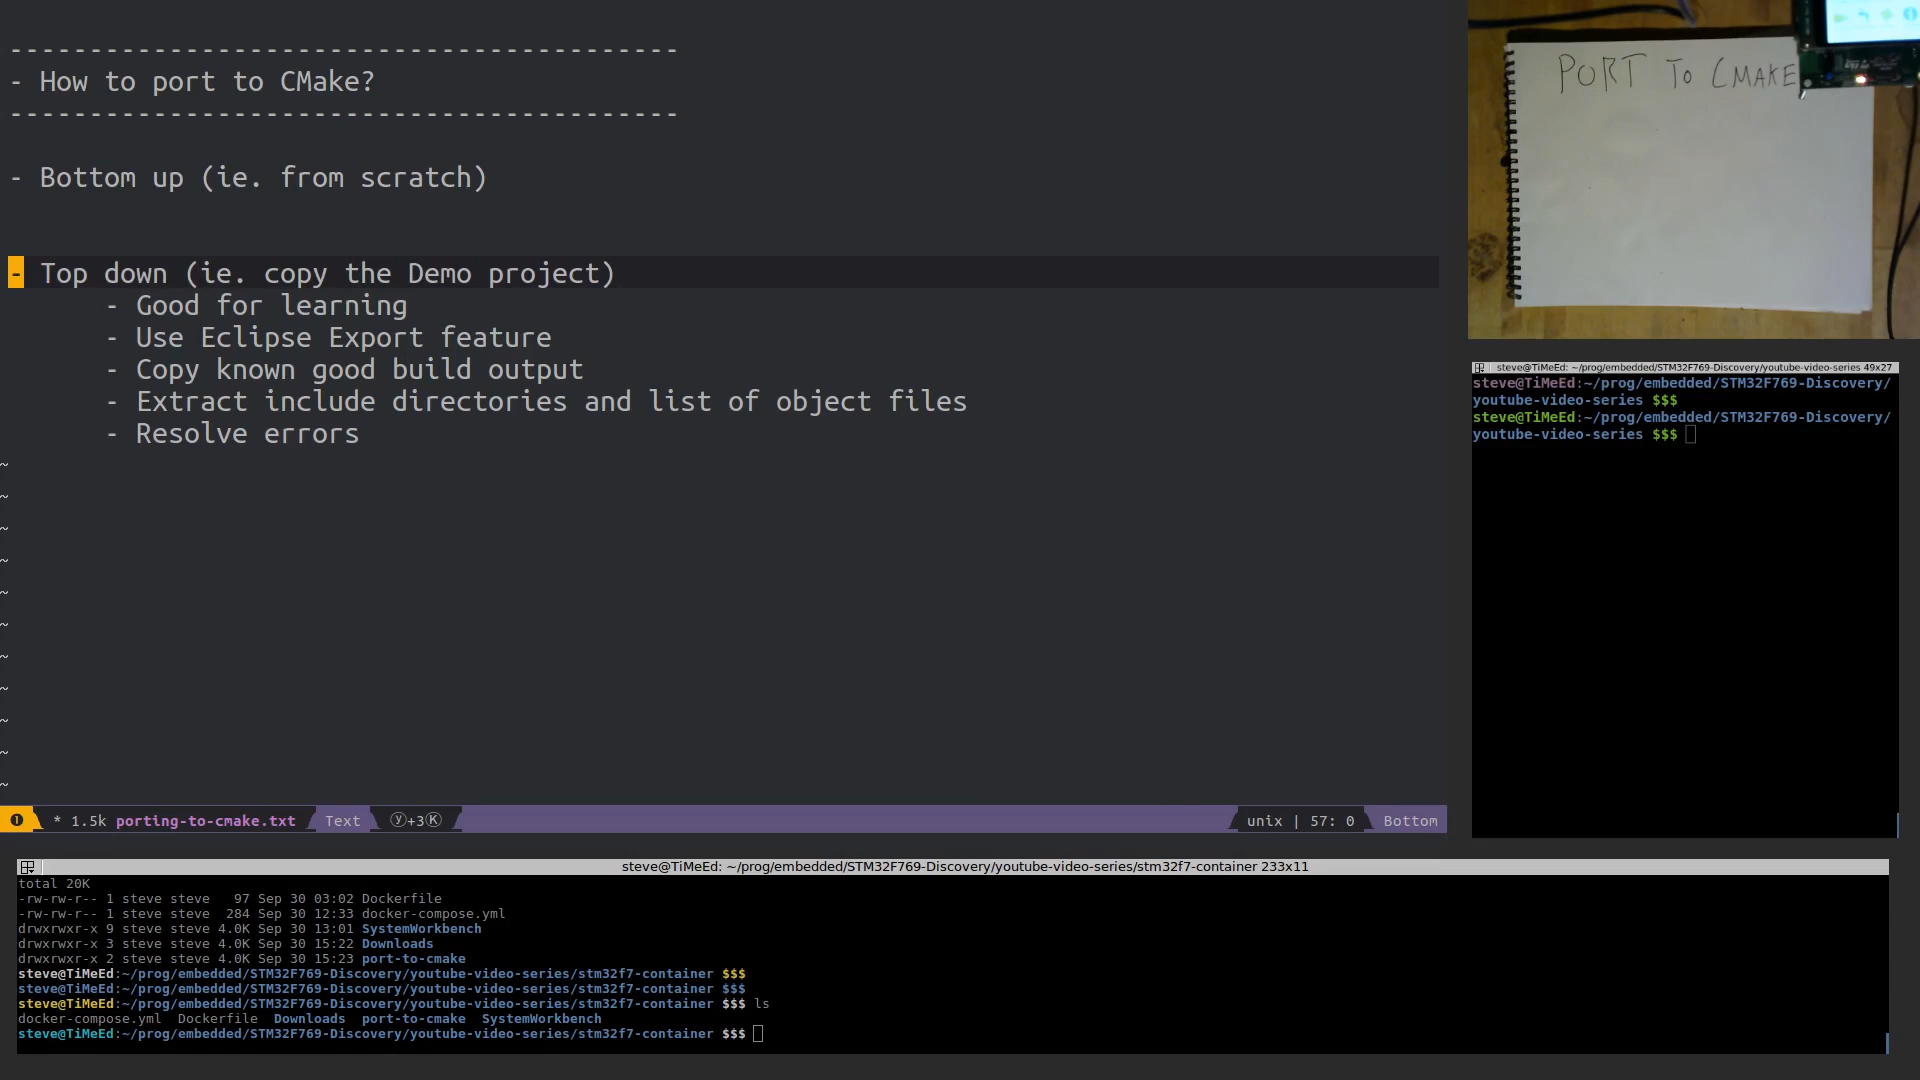 -----------------------------------------
- How to port to CMake?
-----------------------------------------
- Bottom up (ie. from scratch)
- Top down (ie. copy the Demo project)
- Good for learning
- Use Eclipse Export feature
- Copy known good build output
- Extract include directories and list of object files
- Resolve errors
~
~
~
~
~
~
~
~
~
~
~
❶ * 1.5k porting-to-cmake.txt Text ⓨ+3Ⓚ unix | 57: 0 Bottom
PORT TO CMAKE
steve@TiMeEd: ~/prog/embedded/STM32F769-Discovery/youtube-video-series 49x27
steve@TiMeEd:~/prog/embedded/STM32F769-Discovery/
youtube-video-series $$$
steve@TiMeEd:~/prog/embedded/STM32F769-Discovery/
youtube-video-series $$$
steve@TiMeEd: ~/prog/embedded/STM32F769-Discovery/youtube-video-series/stm32f7-container 233x11
total 20K
-rw-rw-r-- 1 steve steve   97 Sep 30 03:02 Dockerfile
-rw-rw-r-- 1 steve steve  284 Sep 30 12:33 docker-compose.yml
drwxrwxr-x 9 steve steve 4.0K Sep 30 13:01 SystemWorkbench
drwxrwxr-x 3 steve steve 4.0K Sep 30 15:22 Downloads
drwxrwxr-x 2 steve steve 4.0K Sep 30 15:23 port-to-cmake
steve@TiMeEd:~/prog/embedded/STM32F769-Discovery/youtube-video-series/stm32f7-container $$$
steve@TiMeEd:~/prog/embedded/STM32F769-Discovery/youtube-video-series/stm32f7-container $$$
steve@TiMeEd:~/prog/embedded/STM32F769-Discovery/youtube-video-series/stm32f7-container $$$ ls
docker-compose.yml  Dockerfile  Downloads  port-to-cmake  SystemWorkbench
steve@TiMeEd:~/prog/embedded/STM32F769-Discovery/youtube-video-series/stm32f7-container $$$